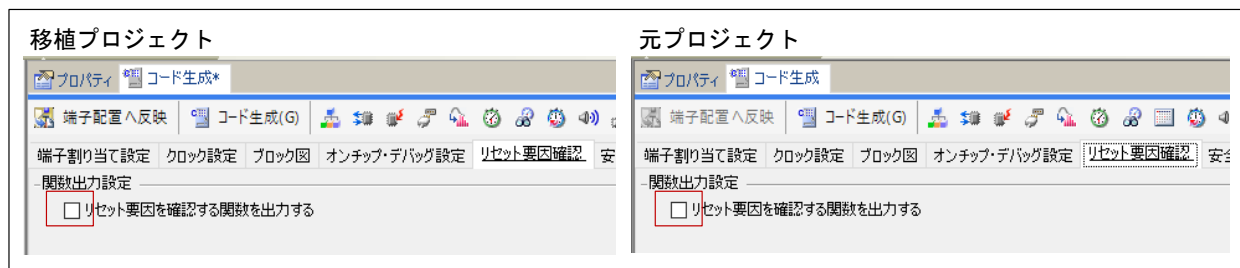 移植プロジェクト
プロパティ コード生成*
端子配置へ反映 コード生成(G)
端子割り当て設定 クロック設定 ブロック図 オンチップ・デバッグ設定 リセット要因確認 安
関数出力設定
リセット要因を確認する関数を出力する
元プロジェクト
プロパティ コード生成
端子配置へ反映 コード生成(G)
端子割り当て設定 クロック設定 ブロック図 オンチップ・デバッグ設定 リセット要因確認 安全
関数出力設定
リセット要因を確認する関数を出力する